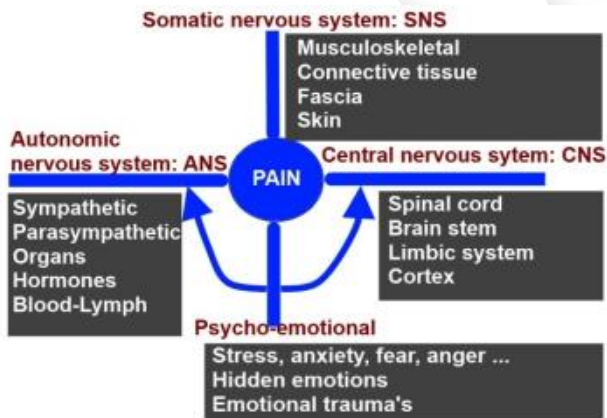 Somatic nervous system: SNS
Musculoskeletal
Connective tissue
Fascia
Skin
Autonomic
nervous system: ANS
PAIN
Central nervous sytem: CNS
Sympathetic
Parasympathetic
Organs
Hormones
Blood-Lymph
Spinal cord
Brain stem
Limbic system
Cortex
Psycho-emotional
Stress, anxiety, fear, anger ...
Hidden emotions
Emotional trauma's